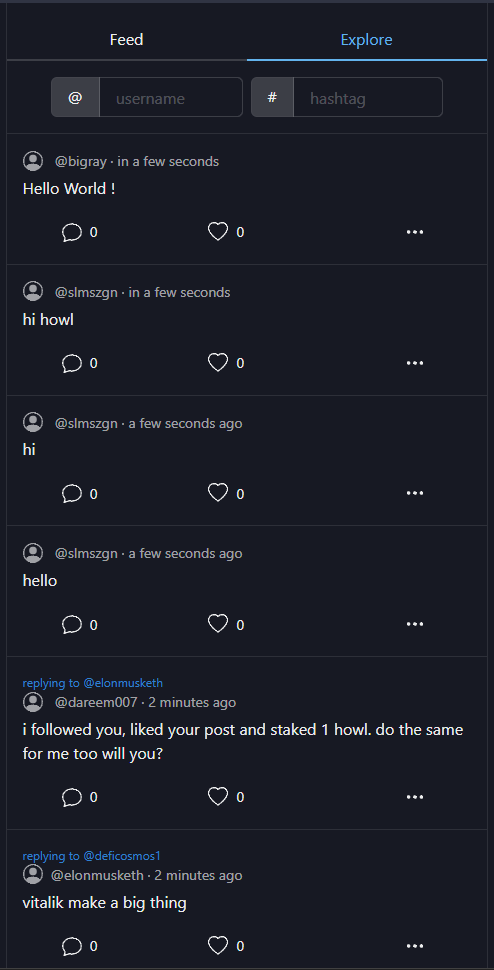 Feed Explore
@ username # hashtag
@bigray · in a few seconds
Hello World !
0 0 •••
@slmszgn · in a few seconds
hi howl
0 0 •••
@slmszgn · a few seconds ago
hi
0 0 •••
@slmszgn · a few seconds ago
hello
0 0 •••
replying to @elonmusketh
@dareem007 · 2 minutes ago
i followed you, liked your post and staked 1 howl. do the same
for me too will you?
0 0 •••
replying to @deficosmos1
@elonmusketh · 2 minutes ago
vitalik make a big thing
0 0 •••